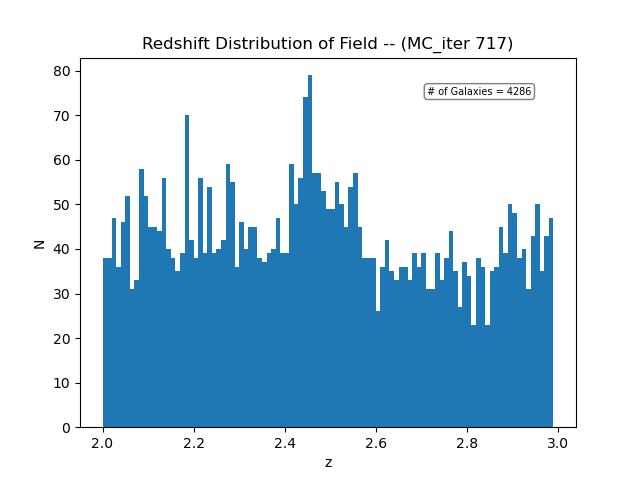 Redshift Distribution of Field -- (MC_iter 717)
# of Galaxies = 4286
80
70
60
50
40
30
20
10
0
N
2.0 2.2 2.4 2.6 2.8 3.0
z